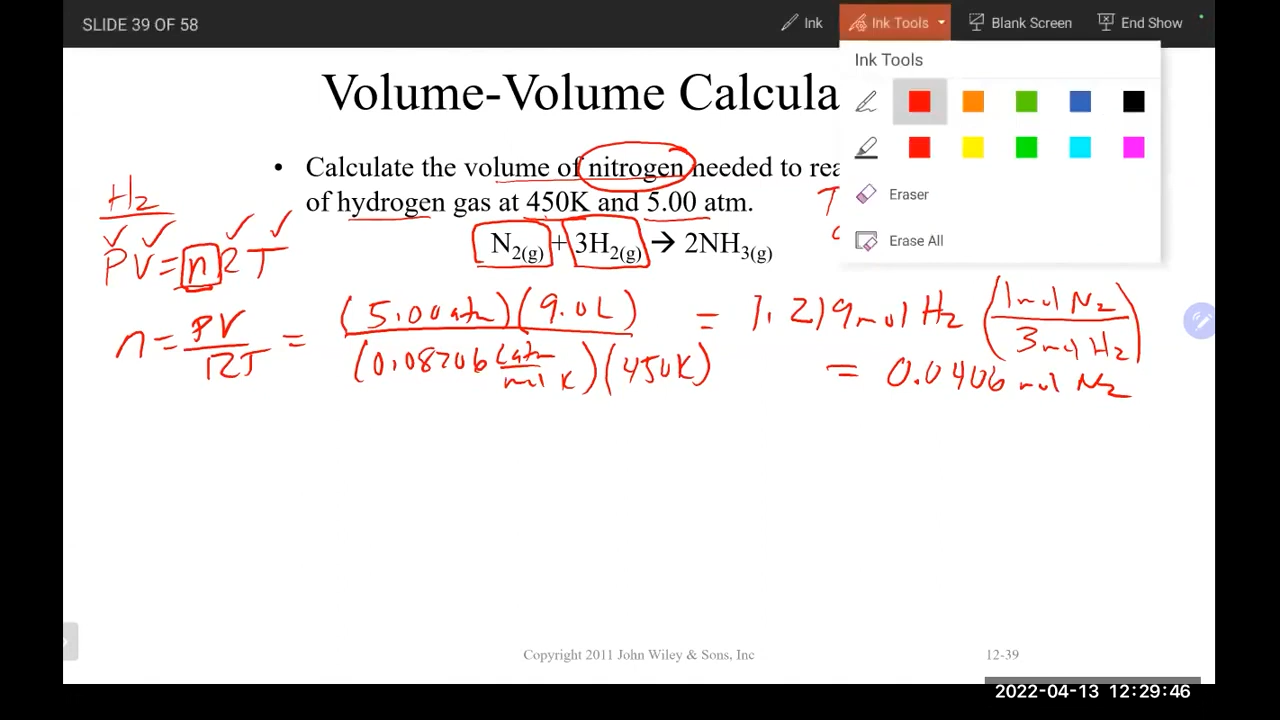 SLIDE 39 OF 58 Ink Ink Tools Blank Screen End Show
Ink Tools
Volume-Volume Calcula
• Calculate the volume of nitrogen needed to rea
of hydrogen gas at 450K and 5.00 atm.
Eraser
Erase All
H2
N2(g) + 3H2(g) → 2NH3(g)
PV = nRT
n = PV/RT = (5.00 atm)(9.0L)/(0.08206 L atm/mol K)(450K) = 1.219 mol H2 (1 mol N2/3 mol H2)
= 0.0406 mol N2
Copyright 2011 John Wiley & Sons, Inc 12-39
2022-04-13 12:29:46